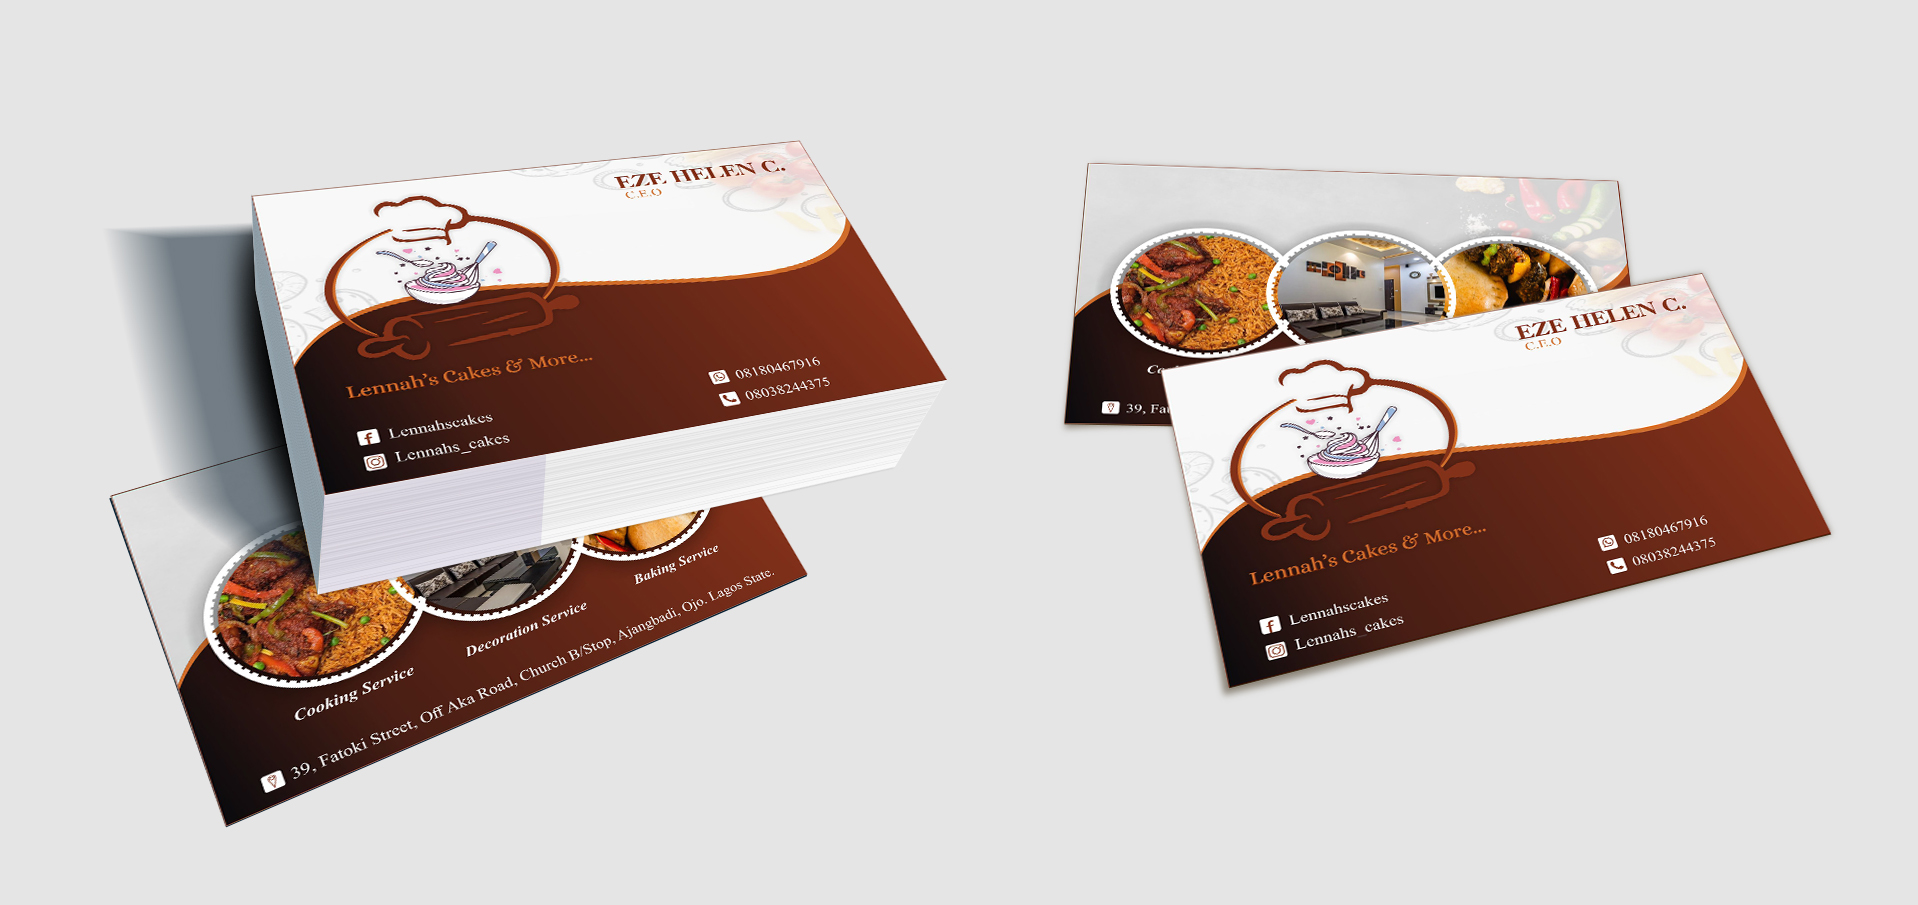 EZE HELEN C.
C.E.O
Lennah's Cakes & More...
08180467916
08038244375
Lennahscakes
Lennahs_cakes
Baking Service
Decoration Service
Cooking Service
39, Fatoki Street, Off Aka Road, Church B/Stop, Ajangbadi, Ojo. Lagos State.
39,
EZE HELEN C.
C.E.O
Lennah's Cakes & More...
08180467916
08038244375
Lennahscakes
Lennahs_cakes